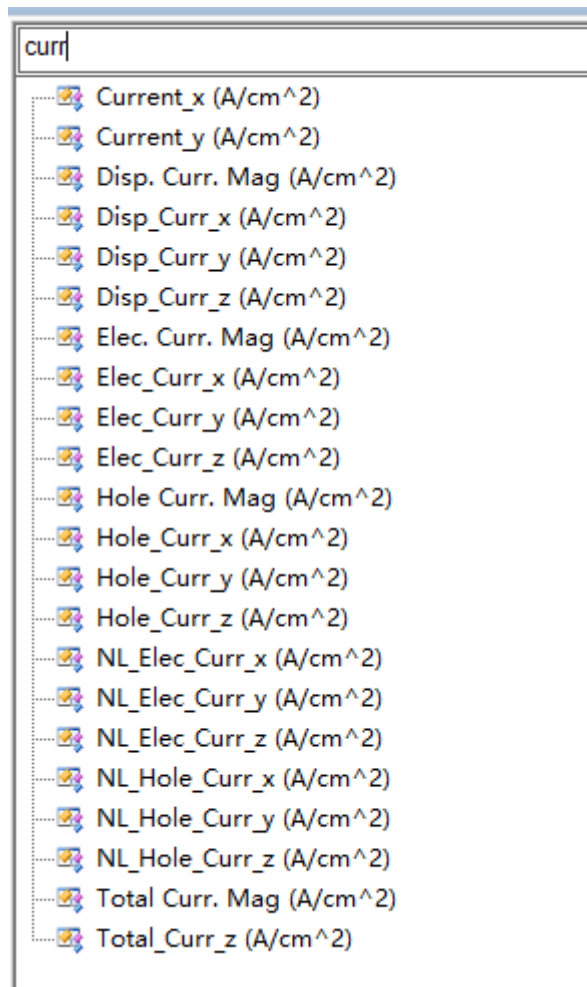 curr
Current_x (A/cm^2)
Current_y (A/cm^2)
Disp. Curr. Mag (A/cm^2)
Disp_Curr_x (A/cm^2)
Disp_Curr_y (A/cm^2)
Disp_Curr_z (A/cm^2)
Elec. Curr. Mag (A/cm^2)
Elec_Curr_x (A/cm^2)
Elec_Curr_y (A/cm^2)
Elec_Curr_z (A/cm^2)
Hole Curr. Mag (A/cm^2)
Hole_Curr_x (A/cm^2)
Hole_Curr_y (A/cm^2)
Hole_Curr_z (A/cm^2)
NL_Elec_Curr_x (A/cm^2)
NL_Elec_Curr_y (A/cm^2)
NL_Elec_Curr_z (A/cm^2)
NL_Hole_Curr_x (A/cm^2)
NL_Hole_Curr_y (A/cm^2)
NL_Hole_Curr_z (A/cm^2)
Total Curr. Mag (A/cm^2)
Total_Curr_z (A/cm^2)